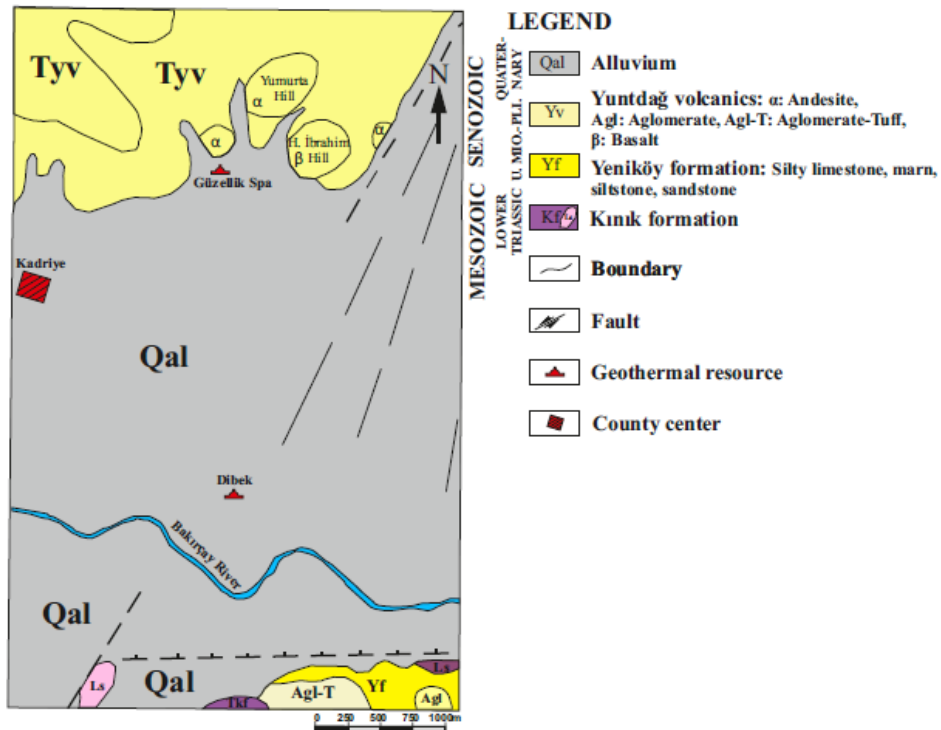 Tyv
Tyv
Yumurta
Hill
α
α
α
H. İbrahim
β Hill
Güzellik Spa
N
Kadriye
Qal
Dibek
Bakırçay River
Qal
Qal
Ls
Tkf
Agl-T
Yf
Ls
Agl
0 250 500 750 1000m
LEGEND
SENOZOIC
MESOZOIC
QUATER-
NARY
U. MIO.-PLI.
LOWER
TRIASSIC
Qal Alluvium
Yv Yuntdağ volcanics: α: Andesite,
Agl: Aglomerate, Agl-T: Aglomerate-Tuff,
β: Basalt
Yf Yeniköy formation: Silty limestone, marn,
siltstone, sandstone
Kf Kınık formation
Boundary
Fault
Geothermal resource
County center